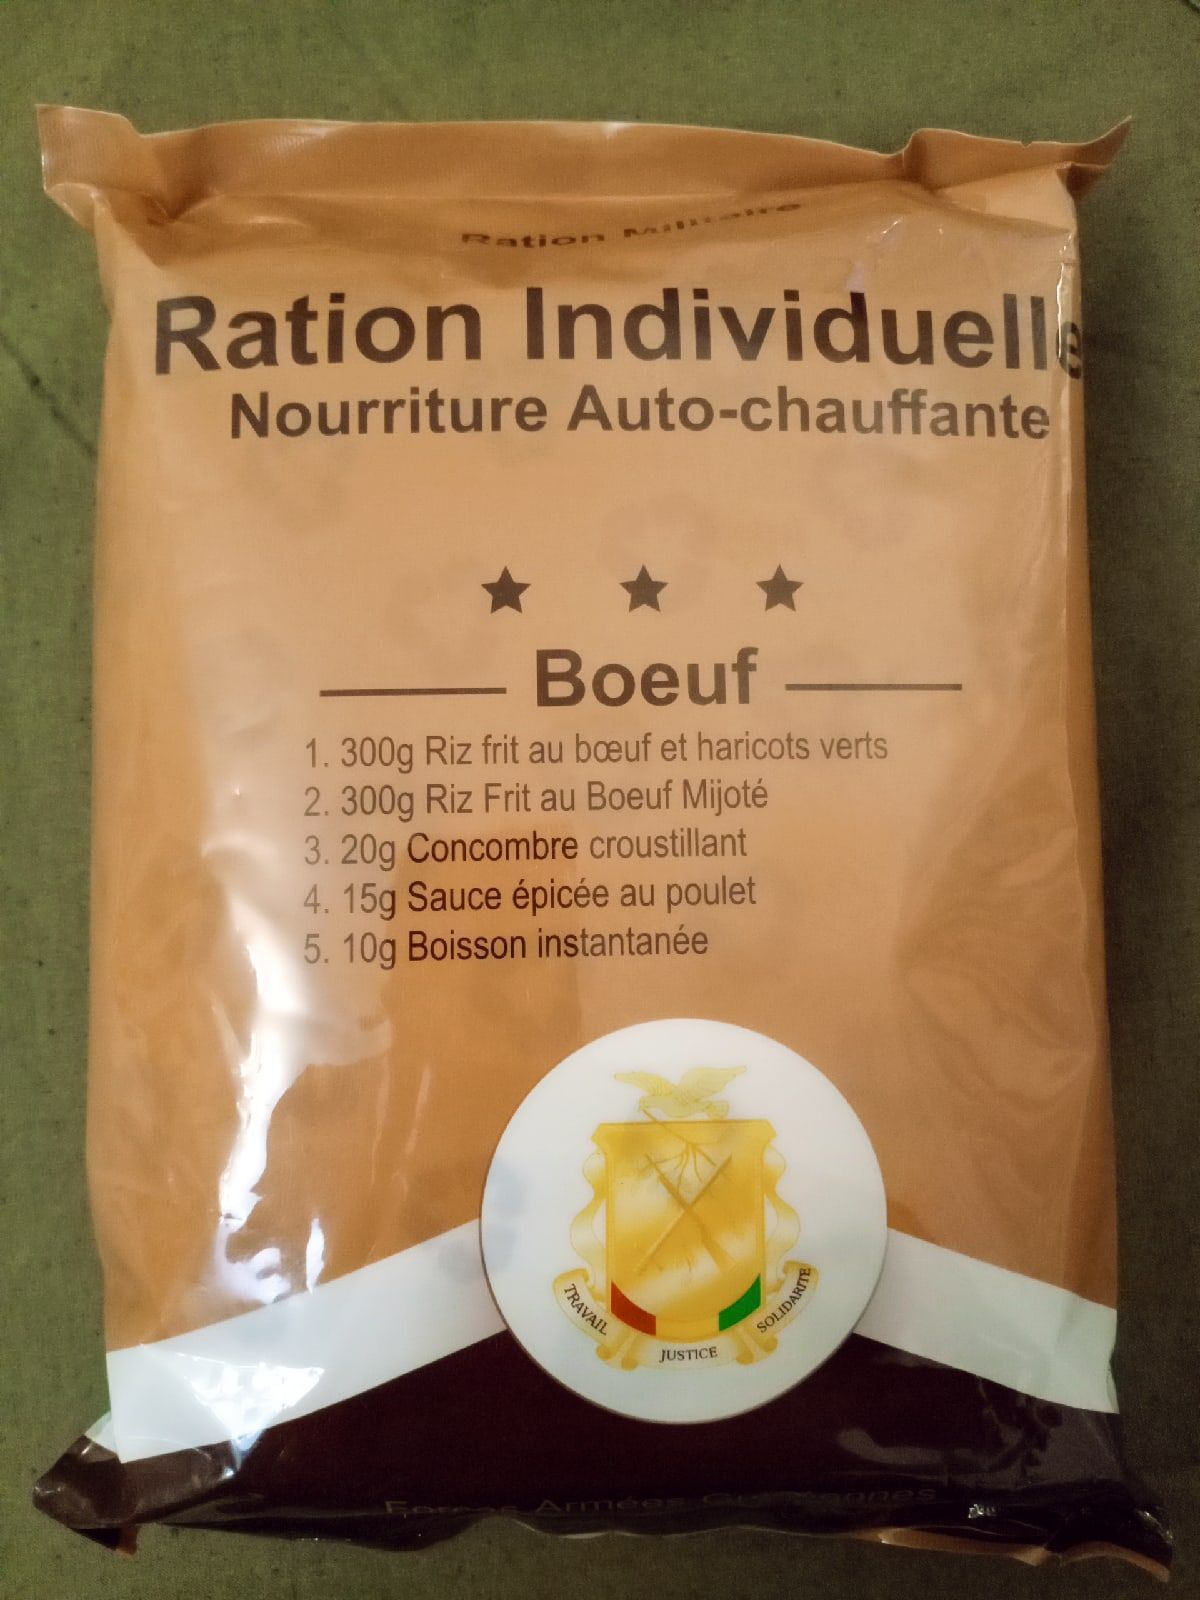 Ration Militaire
Ration Individuelle
Nourriture Auto-chauffante
Boeuf
1. 300g Riz frit au bœuf et haricots verts
2. 300g Riz Frit au Boeuf Mijoté
3. 20g Concombre croustillant
4. 15g Sauce épicée au poulet
5. 10g Boisson instantanée
TRAVAIL
JUSTICE
SOLIDARITE
Forces Armées Guinéennes